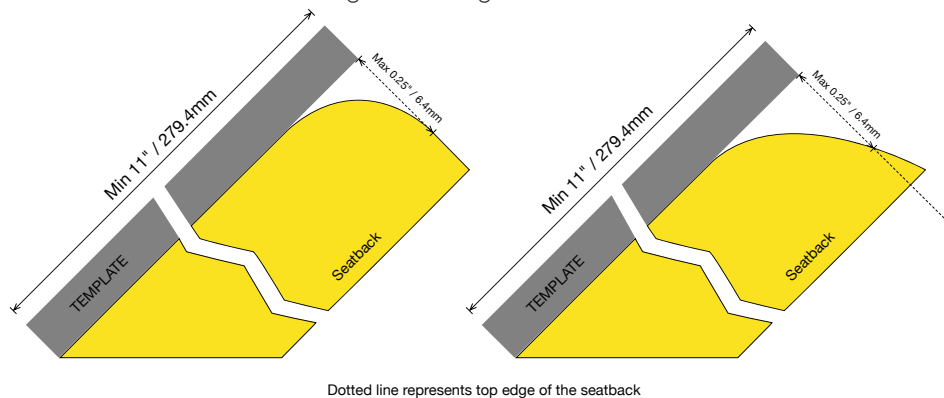 Min 11" / 279.4mm
Max 0.25" / 6.4mm
TEMPLATE
Seatback
Min 11" / 279.4mm
Max 0.25" / 6.4mm
TEMPLATE
Seatback
Dotted line represents top edge of the seatback